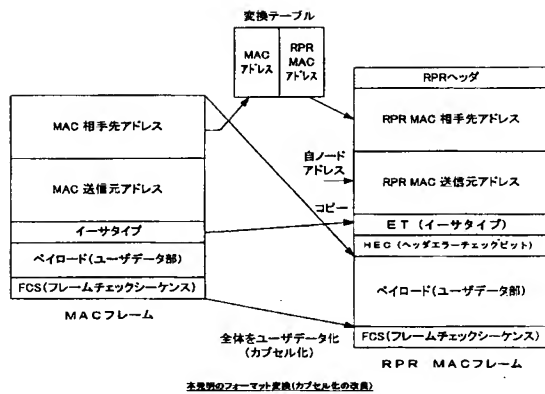 変換テーブル
MAC
アドレス
RPR
MAC
アドレス
MAC 相手先アドレス
MAC 送信元アドレス
イーサタイプ
ペイロード(ユーザデータ部)
FCS(フレームチェックシーケンス)
MACフレーム
自ノード
アドレス
コピー
全体をユーザデータ化
(カプセル化)
RPRヘッダ
RPR MAC 相手先アドレス
RPR MAC 送信元アドレス
ET (イーサタイプ)
HEC(ヘッダエラーチェックビット)
ペイロード(ユーザデータ部)
FCS(フレームチェックシーケンス)
RPR MACフレーム
本発明のフォーマット変換(カプセル化の改良)